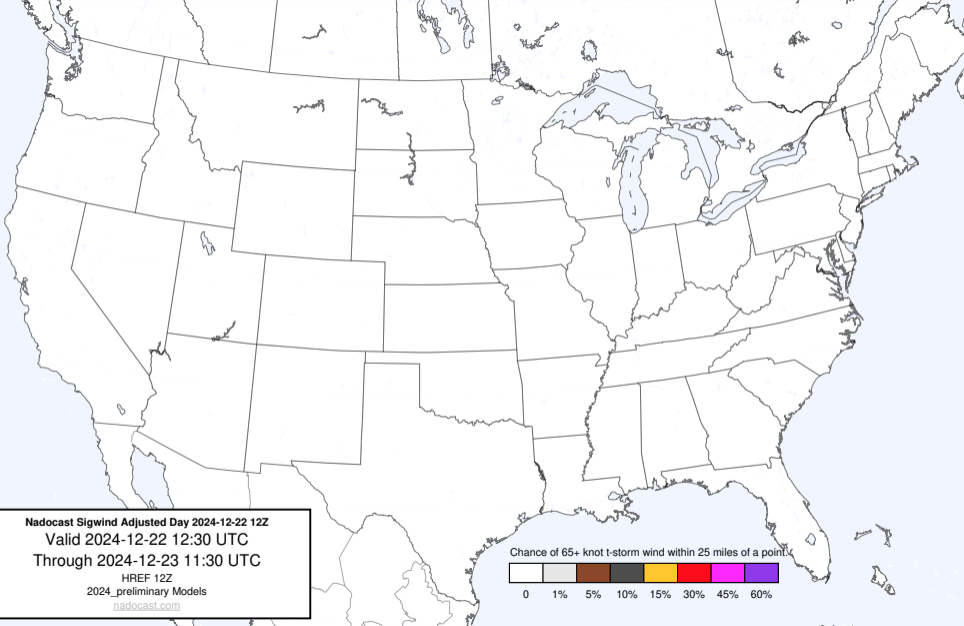 Nadocast Sigwind Adjusted Day 2024-12-22 12Z
Valid 2024-12-22 12:30 UTC
Through 2024-12-23 11:30 UTC
HREF 12Z
2024_preliminary Models
nadocast.com
Chance of 65+ knot t-storm wind within 25 miles of a point.
0 1% 5% 10% 15% 30% 45% 60%